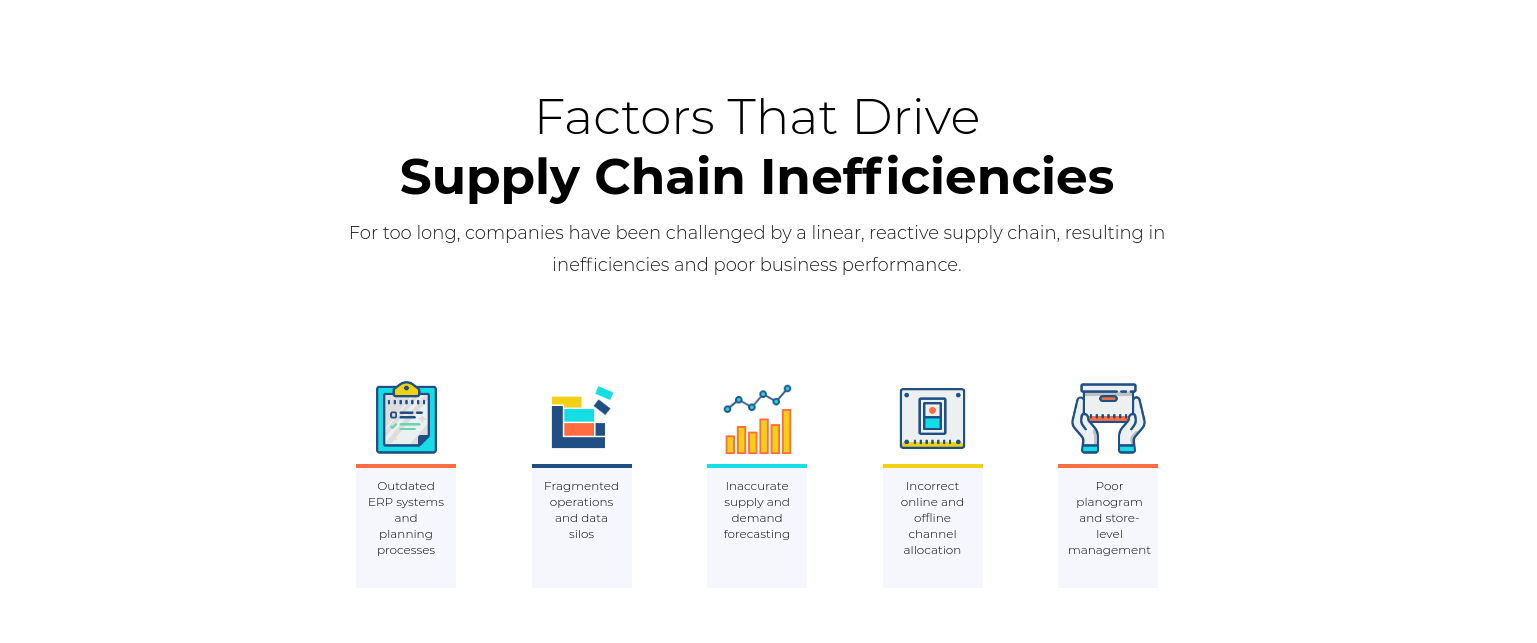 Factors That Drive
Supply Chain Inefficiencies
For too long, companies have been challenged by a linear, reactive supply chain, resulting in
inefficiencies and poor business performance.
Outdated
ERP systems
and
planning
processes
Fragmented
operations
and data
silos
Inaccurate
supply and
demand
forecasting
Incorrect
online and
offline
channel
allocation
Poor
planogram
and store-
level
management